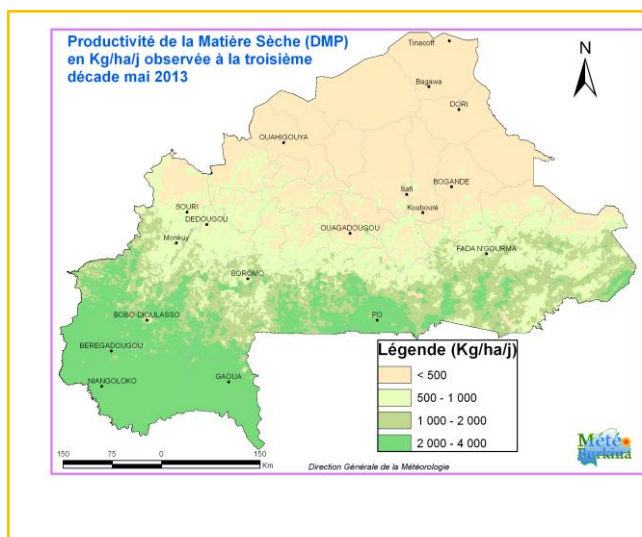 Productivité de la Matière Sèche (DMP)
en Kg/ha/j observée à la troisième
décade mai 2013
N
Tinacoff
Bagawa
DORI
OUAHIGOUYA
BOGANDE
Safi
Koubouré
SOURI
DEDOUGOU
OUAGADOUGOU
Monkuy
FADA N'GOURMA
BOROMO
BOBO-DIOULASSO
PO
BEREGADOUGOU
NIANGOLOKO
GAOUA
Légende (Kg/ha/j)
< 500
500 - 1 000
1 000 - 2 000
2 000 - 4 000
150 75 0 150
Km
Direction Générale de la Météorologie
Météo
Burkina